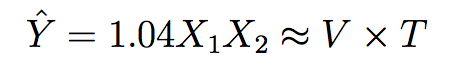 Ŷ = 1.04X₁X₂ ≈ V × T